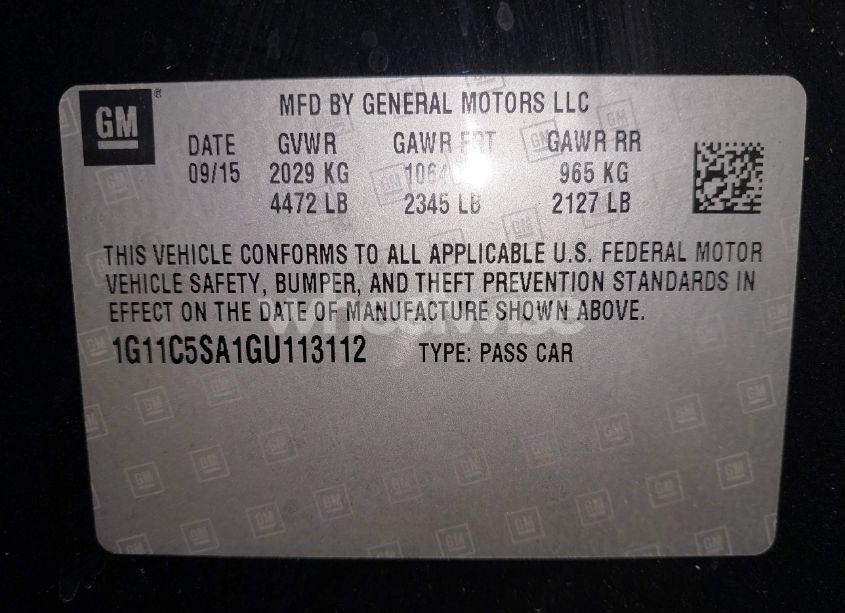 GM ®
MFD BY GENERAL MOTORS LLC
DATE GVWR GAWR FRT GAWR RR
09/15 2029 KG 965 KG
4472 LB 2345 LB 2127 LB
THIS VEHICLE CONFORMS TO ALL APPLICABLE U.S. FEDERAL MOTOR
VEHICLE SAFETY, BUMPER, AND THEFT PREVENTION STANDARDS IN
EFFECT ON THE DATE OF MANUFACTURE SHOWN ABOVE.
1G11C5SA1GU113112 TYPE: PASS CAR